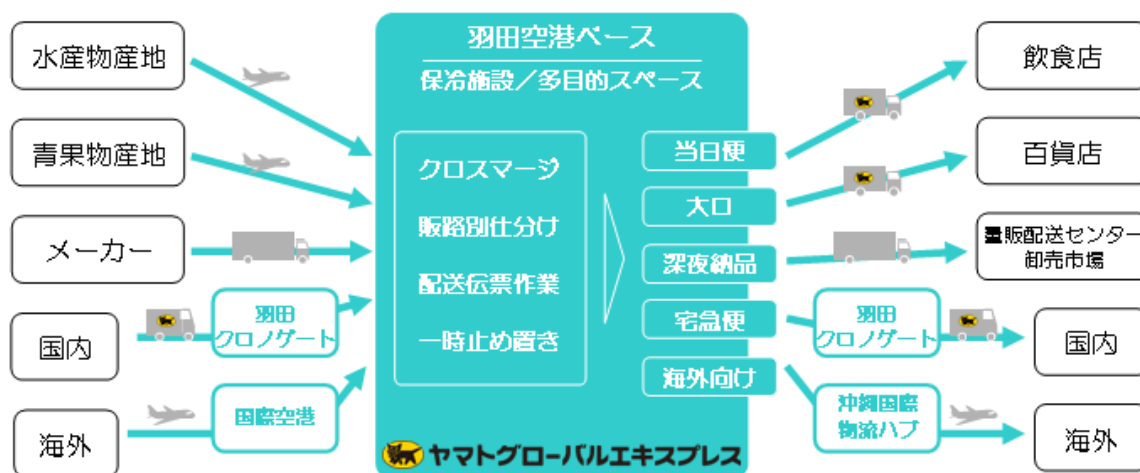 水産物産地
青果物産地
メーカー
国内
羽田
クロノゲート
海外
国際空港
羽田空港ベース
保冷施設／多目的スペース
クロスマージ
販路別仕分け
配送伝票作業
一時止め置き
当日便
大口
深夜納品
宅急便
海外向け
ヤマトグローバルエキスプレス
飲食店
百貨店
量販配送センター
卸売市場
羽田
クロノゲート
国内
沖縄国際
物流ハブ
海外